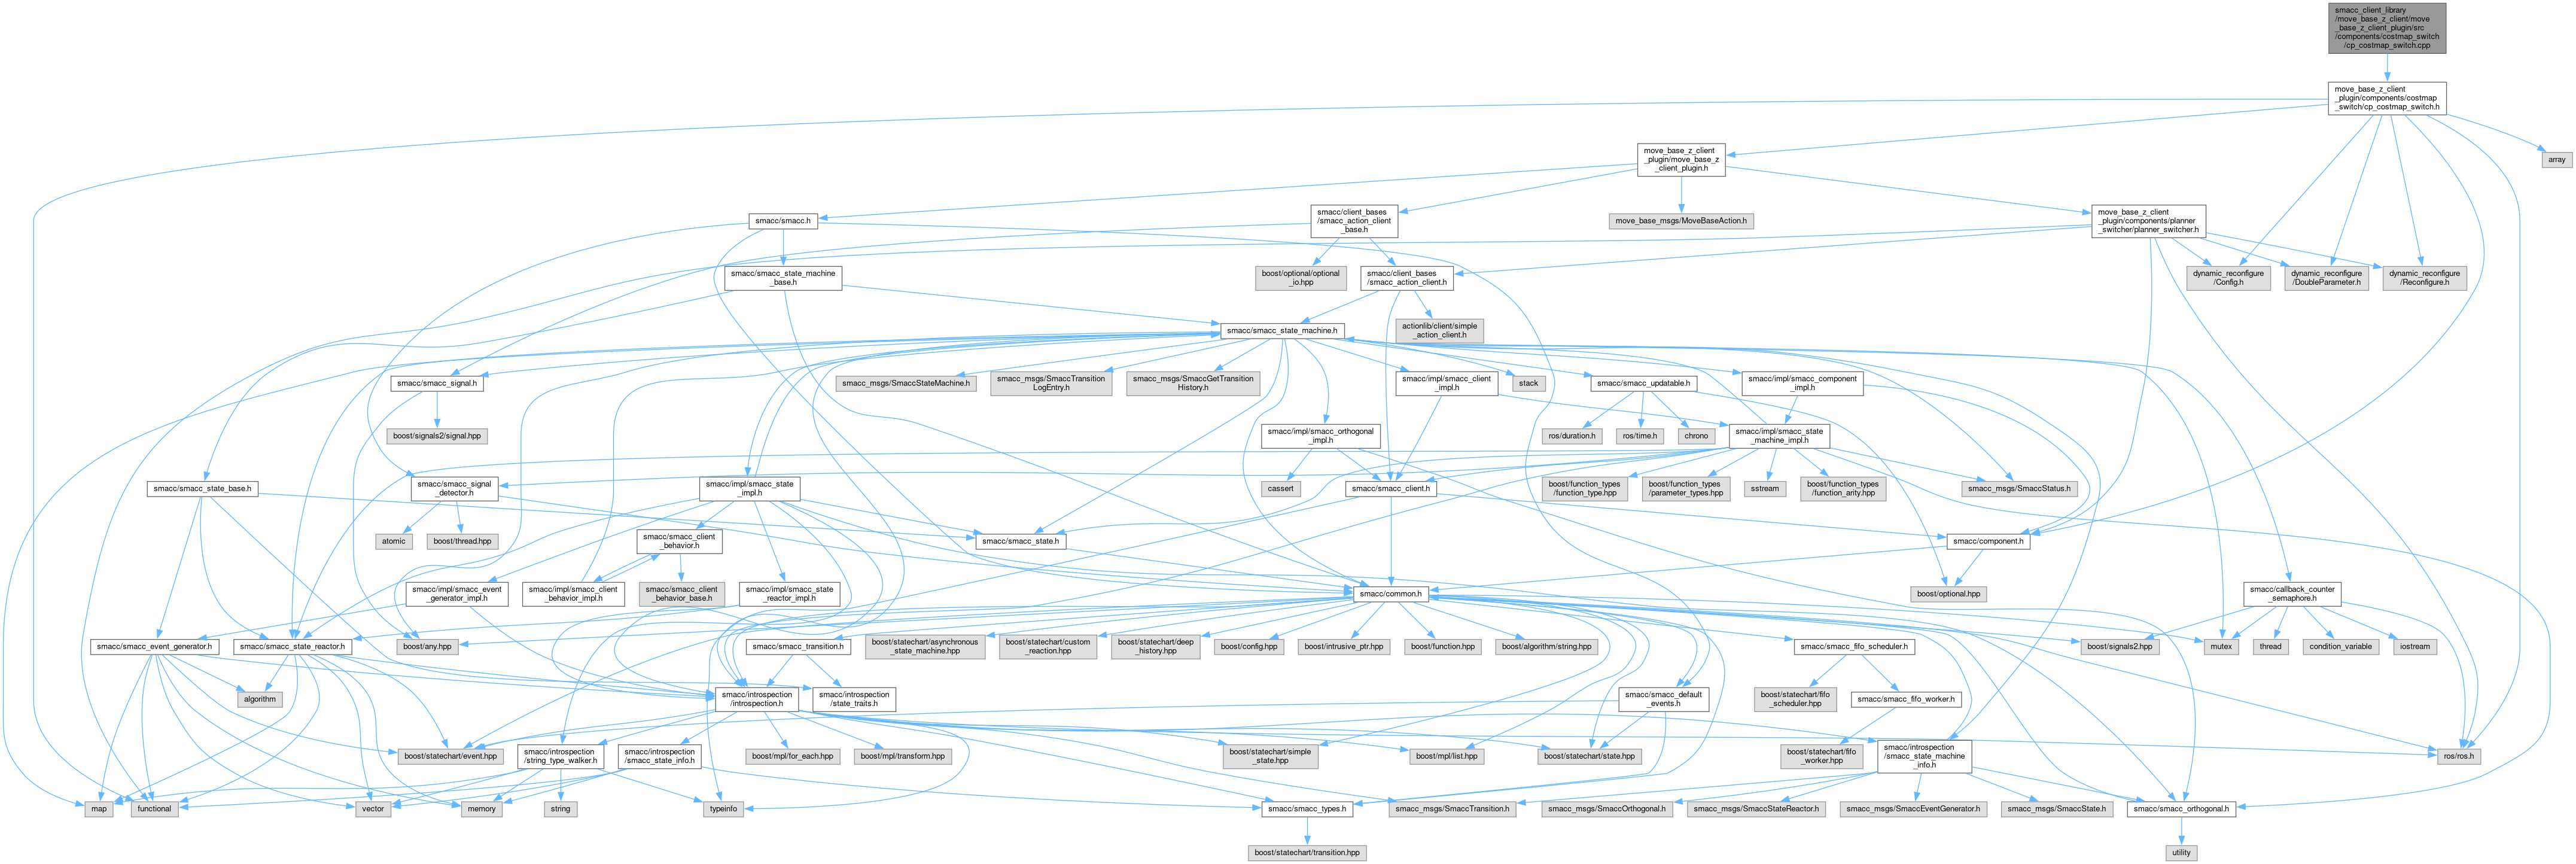 smacc_client_library
/move_base_z_client/move
_base_z_client_plugin/src
/components/costmap_switch
/cp_costmap_switch.cpp
move_base_z_client
_plugin/components/costmap
_switch/cp_costmap_switch.h
move_base_z_client
_plugin/move_base_z
_client_plugin.h
array
smacc/smacc.h
smacc/client_bases
/smacc_action_client
_base.h
move_base_msgs/MoveBaseAction.h
move_base_z_client
_plugin/components/planner
_switcher/planner_switcher.h
smacc/smacc_state_machine
_base.h
boost/optional/optional
_io.hpp
smacc/client_bases
/smacc_action_client.h
dynamic_reconfigure
/Config.h
dynamic_reconfigure
/DoubleParameter.h
dynamic_reconfigure
/Reconfigure.h
smacc/smacc_state_machine.h
actionlib/client/simple
_action_client.h
smacc/smacc_signal.h
smacc_msgs/SmaccStateMachine.h
smacc_msgs/SmaccTransition
LogEntry.h
smacc_msgs/SmaccGetTransition
History.h
smacc/impl/smacc_client
_impl.h
stack
smacc/smacc_updatable.h
smacc/impl/smacc_component
_impl.h
boost/signals2/signal.hpp
smacc/impl/smacc_orthogonal
_impl.h
ros/duration.h
ros/time.h
chrono
smacc/impl/smacc_state
_machine_impl.h
smacc/smacc_state_base.h
smacc/smacc_signal
_detector.h
smacc/impl/smacc_state
_impl.h
cassert
smacc/smacc_client.h
boost/function_types
/function_type.hpp
boost/function_types
/parameter_types.hpp
sstream
boost/function_types
/function_arity.hpp
smacc_msgs/SmaccStatus.h
atomic
boost/thread.hpp
smacc/smacc_client
_behavior.h
smacc/smacc_state.h
smacc/component.h
smacc/impl/smacc_event
_generator_impl.h
smacc/impl/smacc_client
_behavior_impl.h
smacc/smacc_client
_behavior_base.h
smacc/impl/smacc_state
_reactor_impl.h
smacc/common.h
boost/optional.hpp
smacc/callback_counter
_semaphore.h
smacc/smacc_event_generator.h
smacc/smacc_state_reactor.h
boost/any.hpp
smacc/smacc_transition.h
boost/statechart/asynchronous
_state_machine.hpp
boost/statechart/custom
_reaction.hpp
boost/statechart/deep
_history.hpp
boost/config.hpp
boost/intrusive_ptr.hpp
boost/function.hpp
boost/algorithm/string.hpp
smacc/smacc_fifo_scheduler.h
boost/signals2.hpp
mutex
thread
condition_variable
iostream
algorithm
smacc/introspection
/introspection.h
smacc/introspection
/state_traits.h
smacc/smacc_default
_events.h
boost/statechart/fifo
_scheduler.hpp
smacc/smacc_fifo_worker.h
boost/statechart/event.hpp
smacc/introspection
/string_type_walker.h
smacc/introspection
/smacc_state_info.h
boost/mpl/for_each.hpp
boost/mpl/transform.hpp
boost/statechart/simple
_state.hpp
boost/mpl/list.hpp
boost/statechart/state.hpp
boost/statechart/fifo
_worker.hpp
smacc/introspection
/smacc_state_machine
_info.h
ros/ros.h
map
functional
vector
memory
string
typeinfo
smacc/smacc_types.h
smacc_msgs/SmaccTransition.h
smacc_msgs/SmaccOrthogonal.h
smacc_msgs/SmaccStateReactor.h
smacc_msgs/SmaccEventGenerator.h
smacc_msgs/SmaccState.h
smacc/smacc_orthogonal.h
boost/statechart/transition.hpp
utility